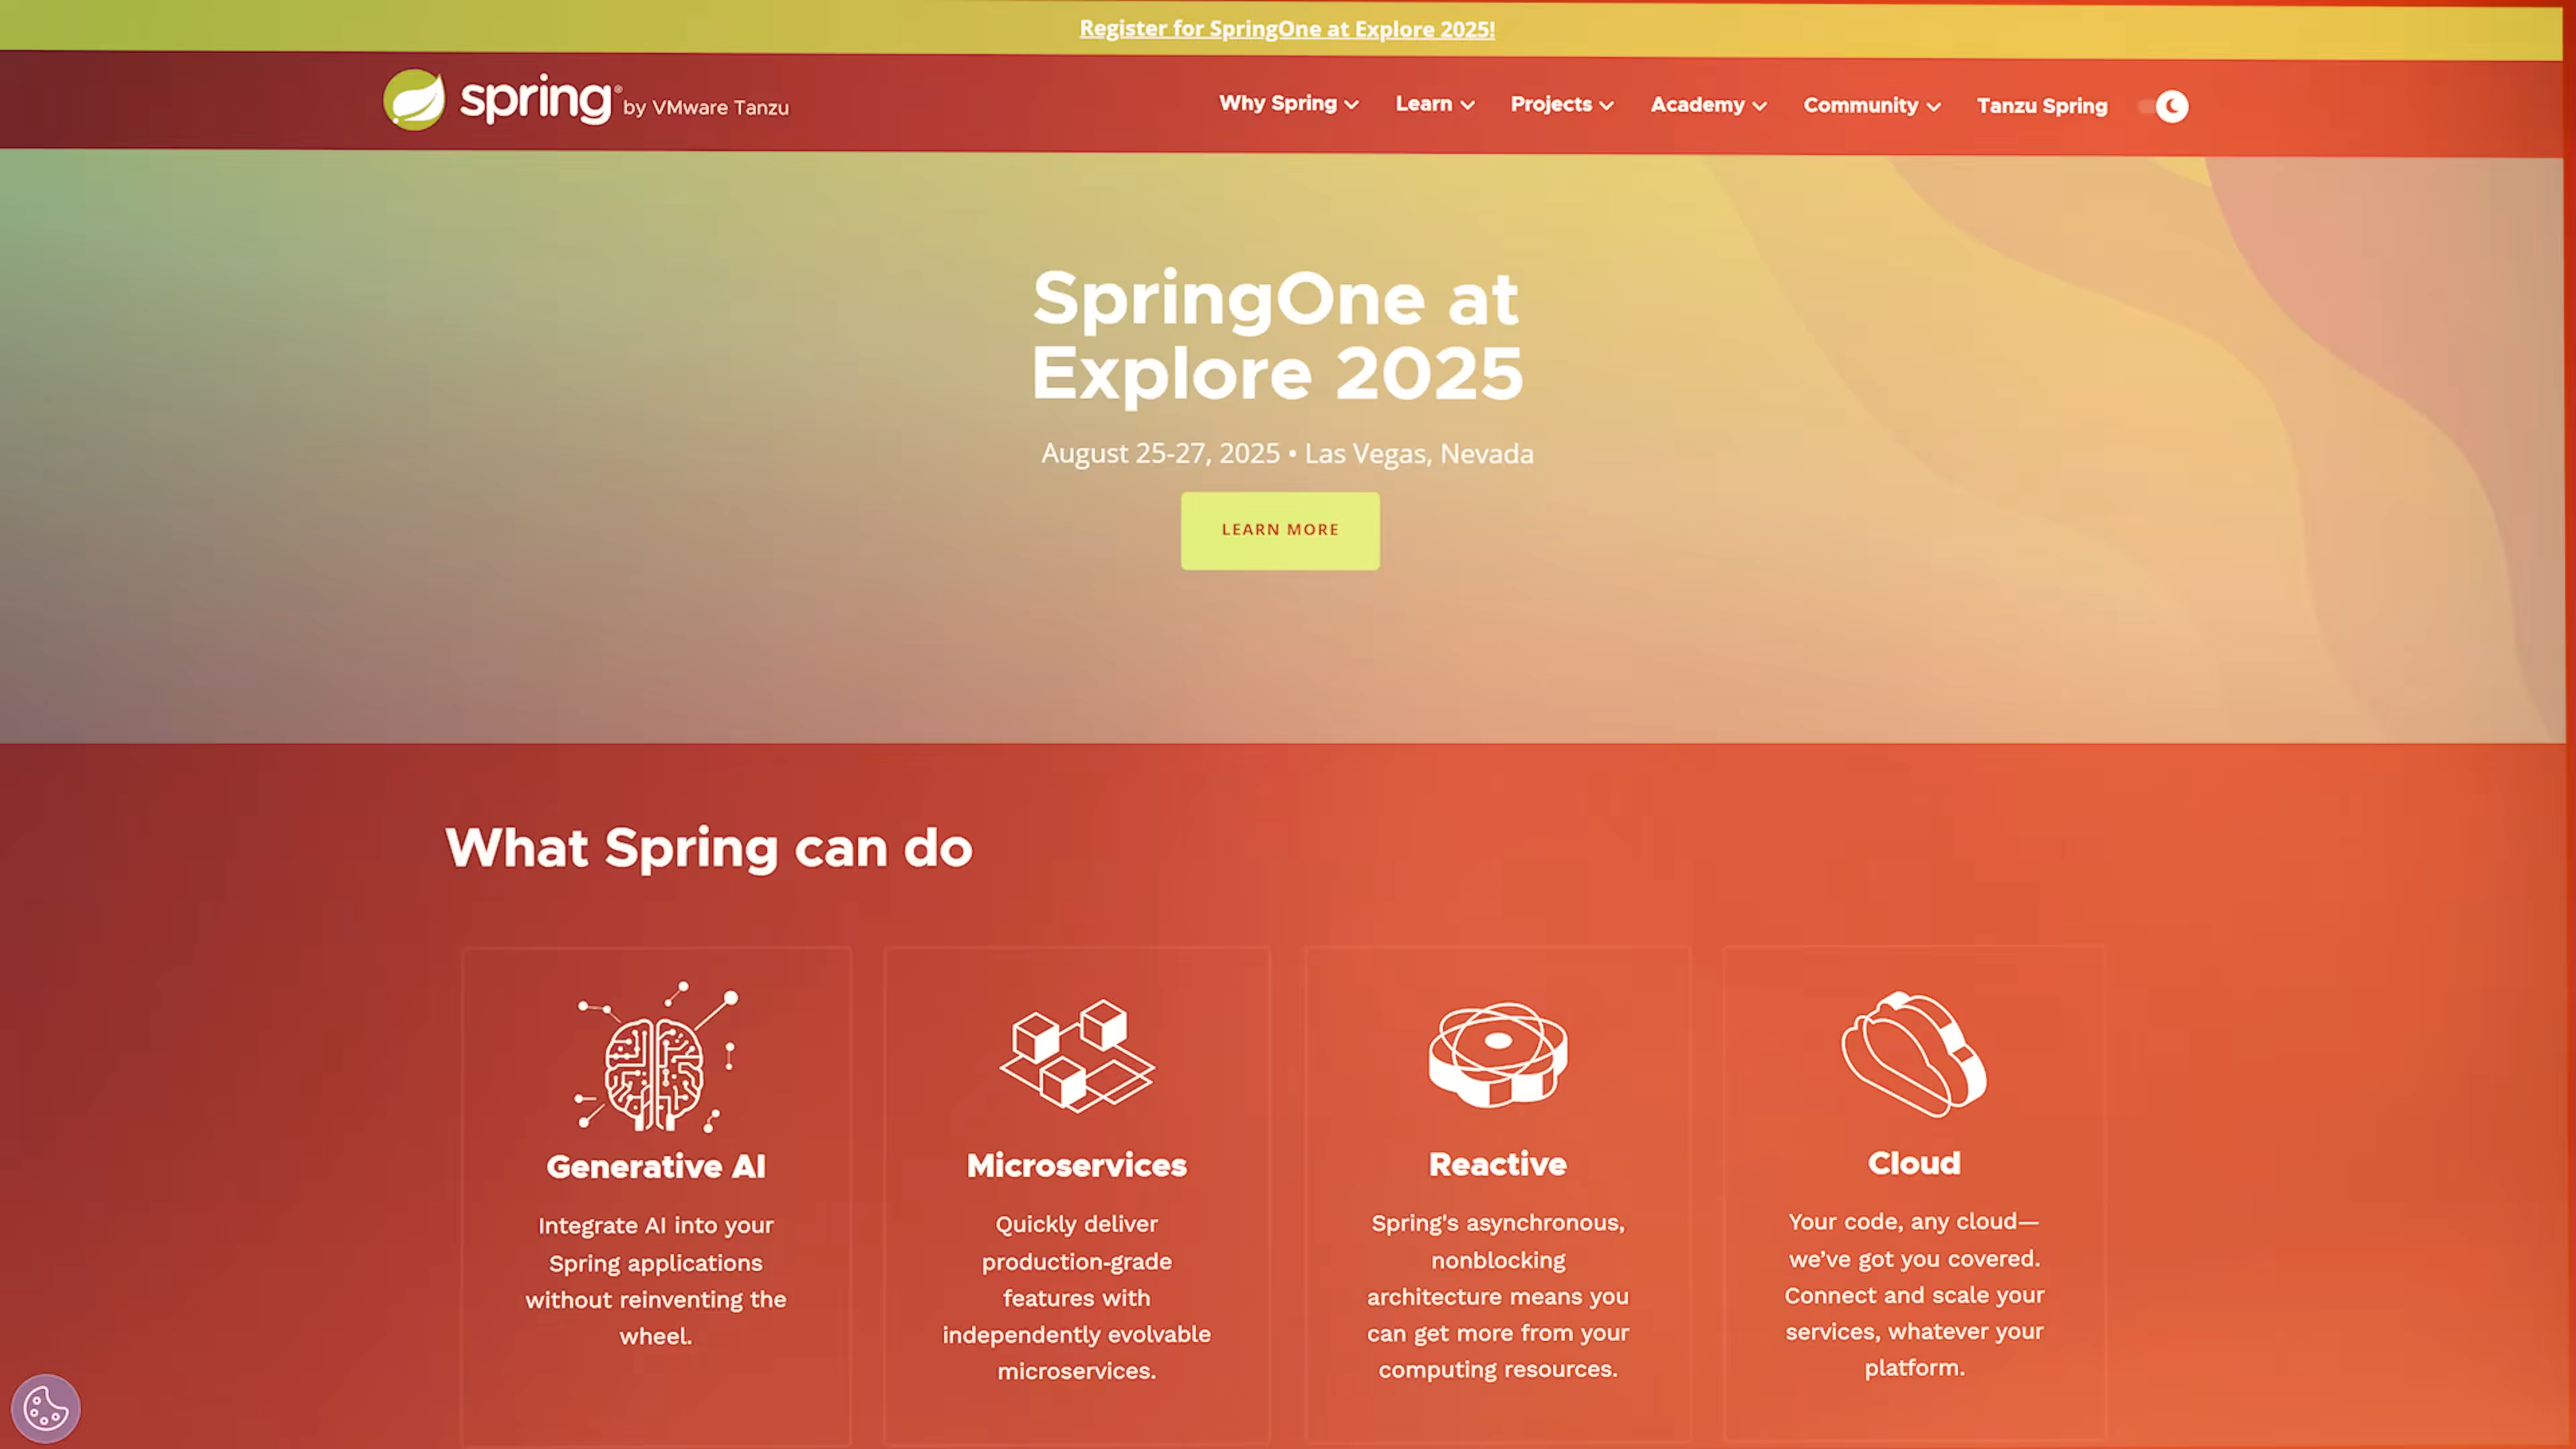 Register for SpringOne at Explore 2025!
spring® by VMware Tanzu
Why Spring
Learn
Projects
Academy
Community
Tanzu Spring
SpringOne at
Explore 2025
August 25-27, 2025 • Las Vegas, Nevada
LEARN MORE
What Spring can do
Generative AI
Integrate AI into your
Spring applications
without reinventing the
wheel.
Microservices
Quickly deliver
production-grade
features with
independently evolvable
microservices.
Reactive
Spring's asynchronous,
nonblocking
architecture means you
can get more from your
computing resources.
Cloud
Your code, any cloud—
we’ve got you covered.
Connect and scale your
services, whatever your
platform.